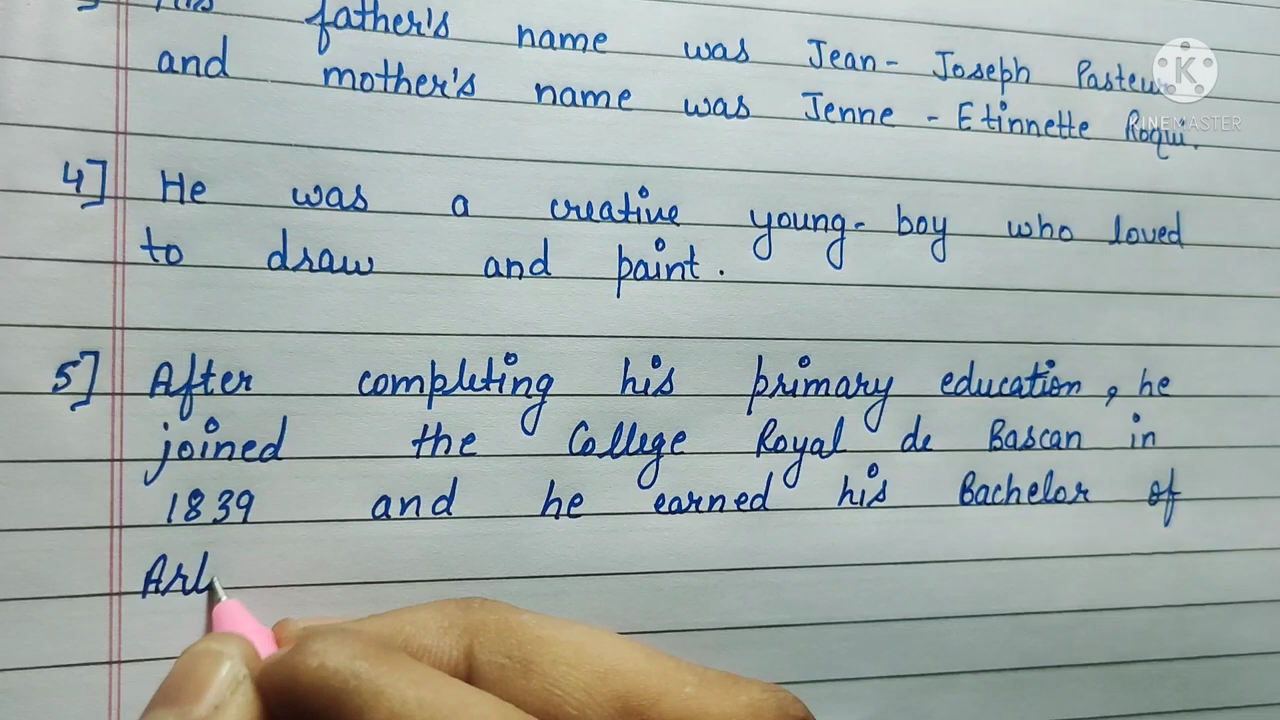 His father's name was Jean- Joseph Pasteur
and mother's name was Jenne - Etinnette Roqui.
KINEMASTER
4] He was a creative young- boy who loved
to draw and paint.
5] After completing his primary education, he
joined the College Royal de Bascan in
1839 and he earned his Bachelor of
Art